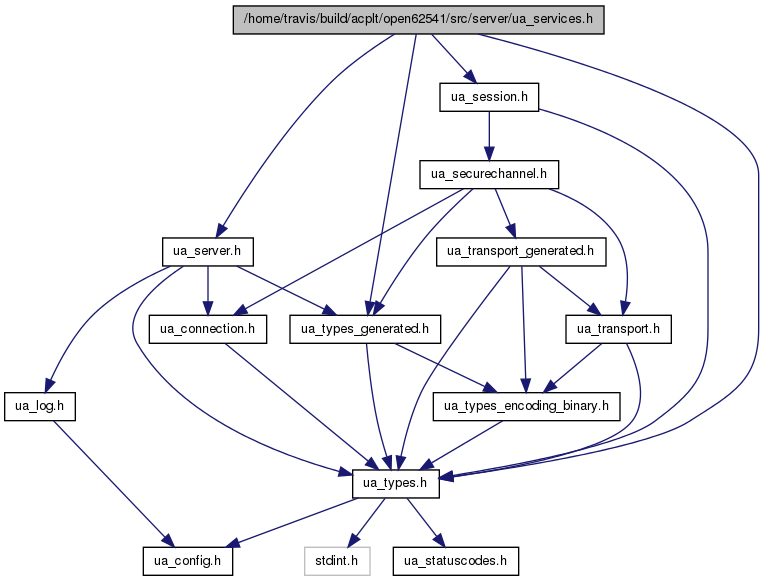 /home/travis/build/acplt/open62541/src/server/ua_services.h
ua_session.h
ua_securechannel.h
ua_server.h
ua_transport_generated.h
ua_connection.h
ua_types_generated.h
ua_transport.h
ua_log.h
ua_types_encoding_binary.h
ua_types.h
ua_config.h
stdint.h
ua_statuscodes.h